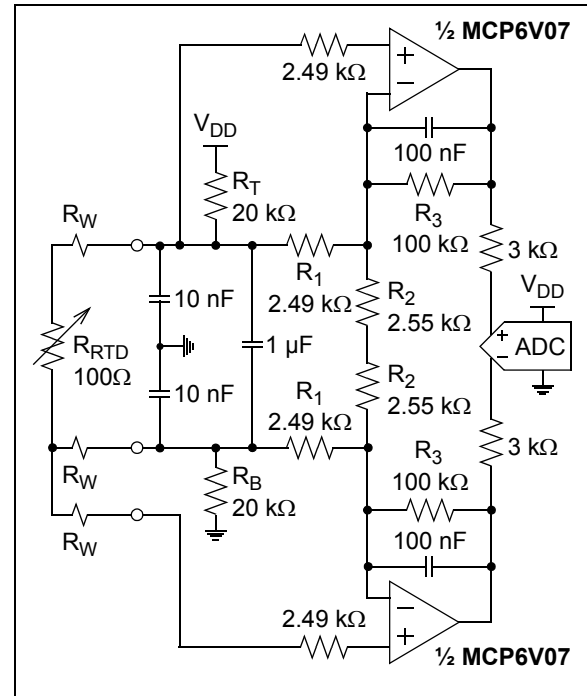 ½ MCP6V07
2.49 kΩ
V_DD
100 nF
R_T
20 kΩ
R_W
R_3
100 kΩ
3 kΩ
R_1
2.49 kΩ
10 nF
R_2
2.55 kΩ
V_DD
R_RTD
100Ω
1 µF
ADC
10 nF
R_2
2.55 kΩ
R_1
2.49 kΩ
3 kΩ
R_W
R_B
20 kΩ
R_3
100 kΩ
R_W
100 nF
2.49 kΩ
½ MCP6V07